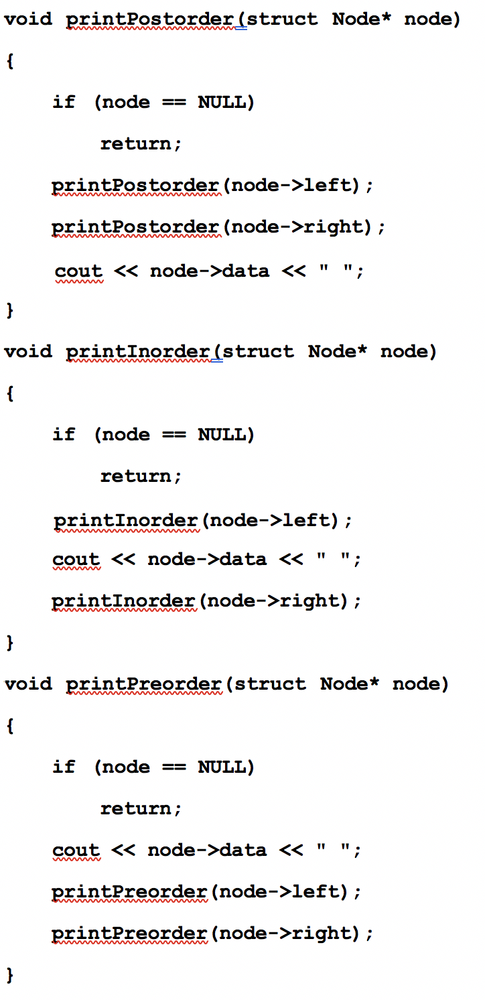 void printPostorder(struct Node* node)
{
if (node == NULL)
return;
printPostorder(node->left);
printPostorder(node->right);
cout << node->data << " ";
}
void printInorder(struct Node* node)
{
if (node == NULL)
return;
printInorder(node->left);
cout << node->data << " ";
printInorder(node->right);
}
void printPreorder(struct Node* node)
{
if (node == NULL)
return;
cout << node->data << " ";
printPreorder(node->left);
printPreorder(node->right);
}